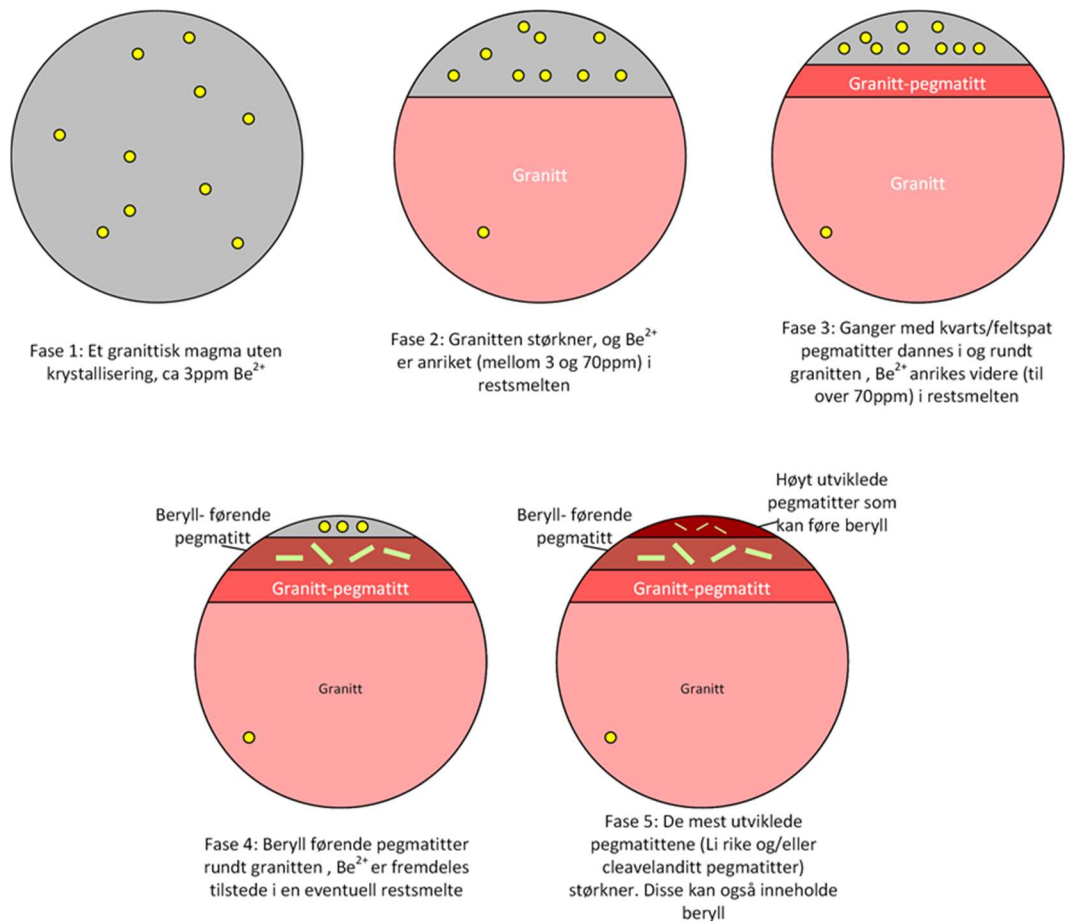 Granitt
Granitt-pegmatitt
Granitt
Fase 1: Et granittisk magma uten
krystallisering, ca 3ppm Be²⁺
Fase 2: Granitten størkner, og Be²⁺
er anriket (mellom 3 og 70ppm) i
restsmelten
Fase 3: Ganger med kvarts/feltspat
pegmatitter dannes i og rundt
granitten , Be²⁺ anrikes videre (til
over 70ppm) i restsmelten
Beryll- førende
pegmatitt
Granitt-pegmatitt
Granitt
Fase 4: Beryll førende pegmatitter
rundt granitten , Be²⁺ er fremdeles
tilstede i en eventuell restsmelte
Beryll- førende
pegmatitt
Høyt utviklede
pegmatitter som
kan føre beryll
Granitt-pegmatitt
Granitt
Fase 5: De mest utviklede
pegmatittene (Li rike og/eller
cleavelanditt pegmatitter)
størkner. Disse kan også inneholde
beryll